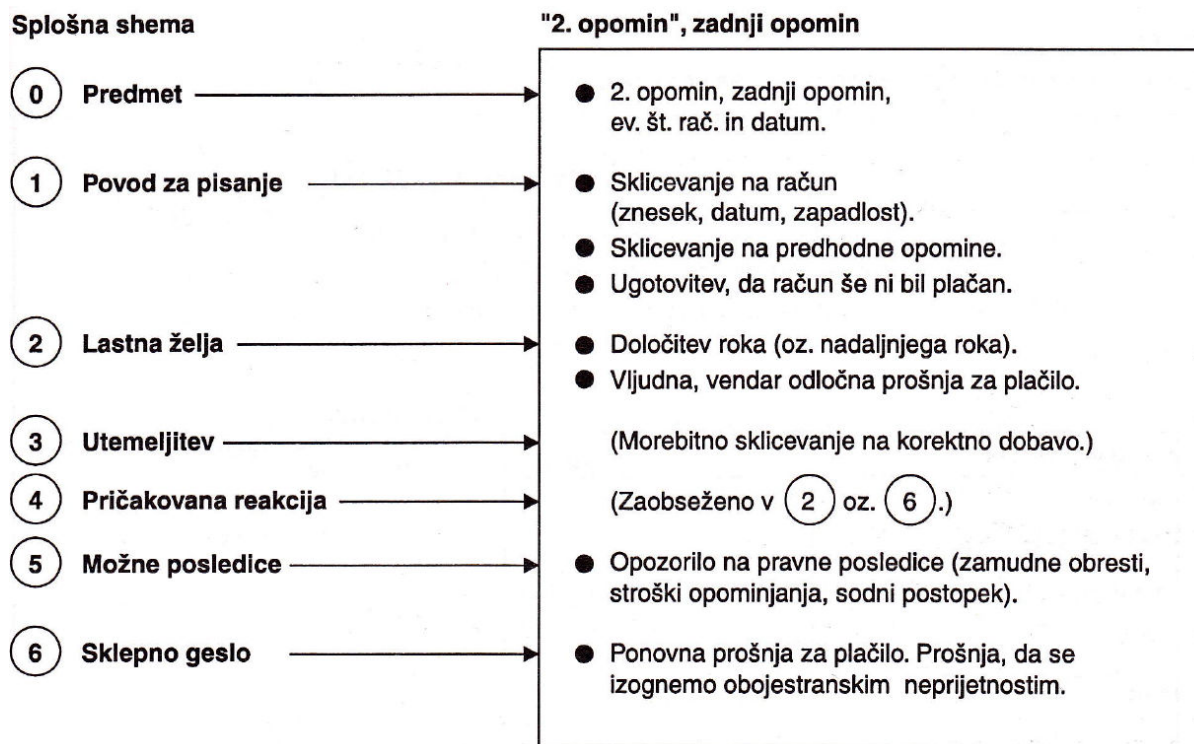 Splošna shema
"2. opomin", zadnji opomin
0 Predmet
● 2. opomin, zadnji opomin,
ev. št. rač. in datum.
1 Povod za pisanje
● Sklicevanje na račun
(znesek, datum, zapadlost).
● Sklicevanje na predhodne opomine.
● Ugotovitev, da račun še ni bil plačan.
2 Lastna želja
● Določitev roka (oz. nadaljnjega roka).
● Vljudna, vendar odločna prošnja za plačilo.
3 Utemeljitev
(Morebitno sklicevanje na korektno dobavo.)
4 Pričakovana reakcija
(Zaobseženo v 2 oz. 6.)
5 Možne posledice
● Opozorilo na pravne posledice (zamudne obresti,
stroški opominjanja, sodni postopek).
6 Sklepno geslo
● Ponovna prošnja za plačilo. Prošnja, da se
izognemo obojestranskim neprijetnostim.